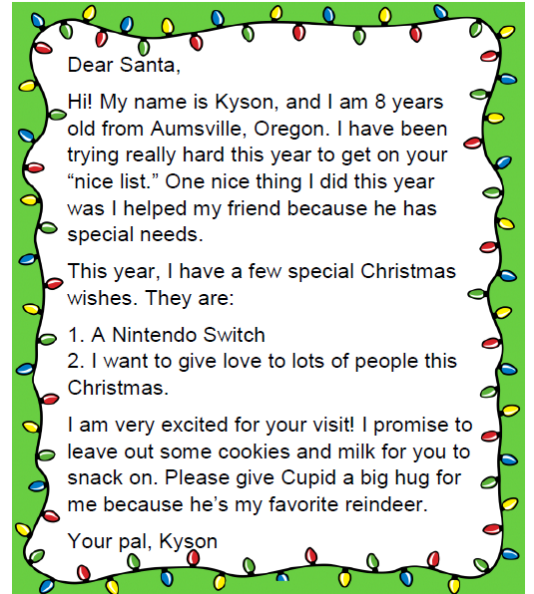 Dear Santa,
Hi! My name is Kyson, and I am 8 years
old from Aumsville, Oregon. I have been
trying really hard this year to get on your
“nice list.” One nice thing I did this year
was I helped my friend because he has
special needs.
This year, I have a few special Christmas
wishes. They are:
1. A Nintendo Switch
2. I want to give love to lots of people this
Christmas.
I am very excited for your visit! I promise to
leave out some cookies and milk for you to
snack on. Please give Cupid a big hug for
me because he’s my favorite reindeer.
Your pal, Kyson